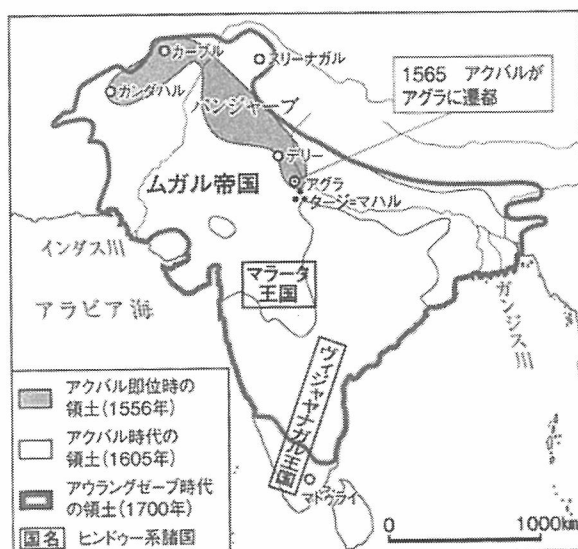 カーブル
スリーナガル
ガンダハル
パンジャーブ
1565 アクバルが
アグラに遷都
デリー
アグラ
ムガル帝国
タージ=マハル
インダス川
マラータ
王国
アラビア海
ガンジス川
ヴィジャヤナガル王国
マドゥライ
アクバル即位時の
領土(1556年)
アクバル時代の
領土(1605年)
アウラングゼーブ時代
の領土(1700年)
国名 ヒンドゥー系諸国
0 1000km